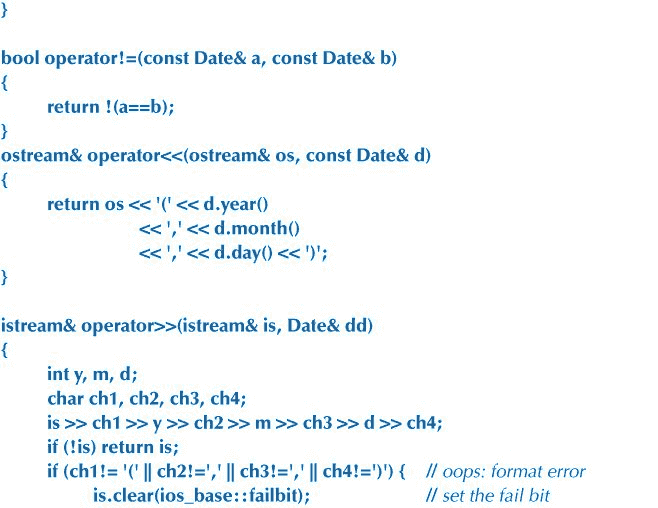 }
bool operator!=(const Date& a, const Date& b)
{
return !(a==b);
}
ostream& operator<<(ostream& os, const Date& d)
{
return os << '(' << d.year()
<< ',' << d.month()
<< ',' << d.day() << ')';
}
istream& operator>>(istream& is, Date& dd)
{
int y, m, d;
char ch1, ch2, ch3, ch4;
is >> ch1 >> y >> ch2 >> m >> ch3 >> d >> ch4;
if (!is) return is;
if (ch1!= '(' || ch2!=',' || ch3!=',' || ch4!=')') { // oops: format error
is.clear(ios_base::failbit); // set the fail bit